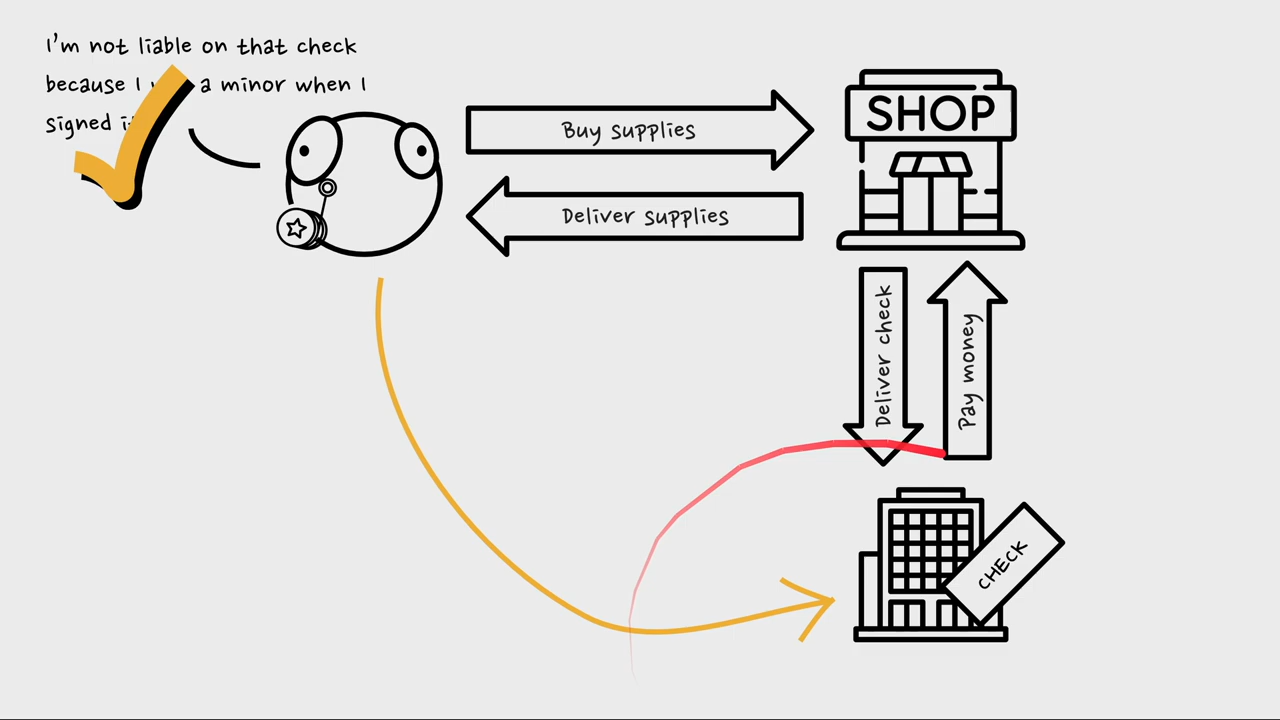 I'm not liable on that check
because I a minor when I
signed
SHOP
Buy supplies
Deliver supplies
Deliver check
Pay money
CHECK